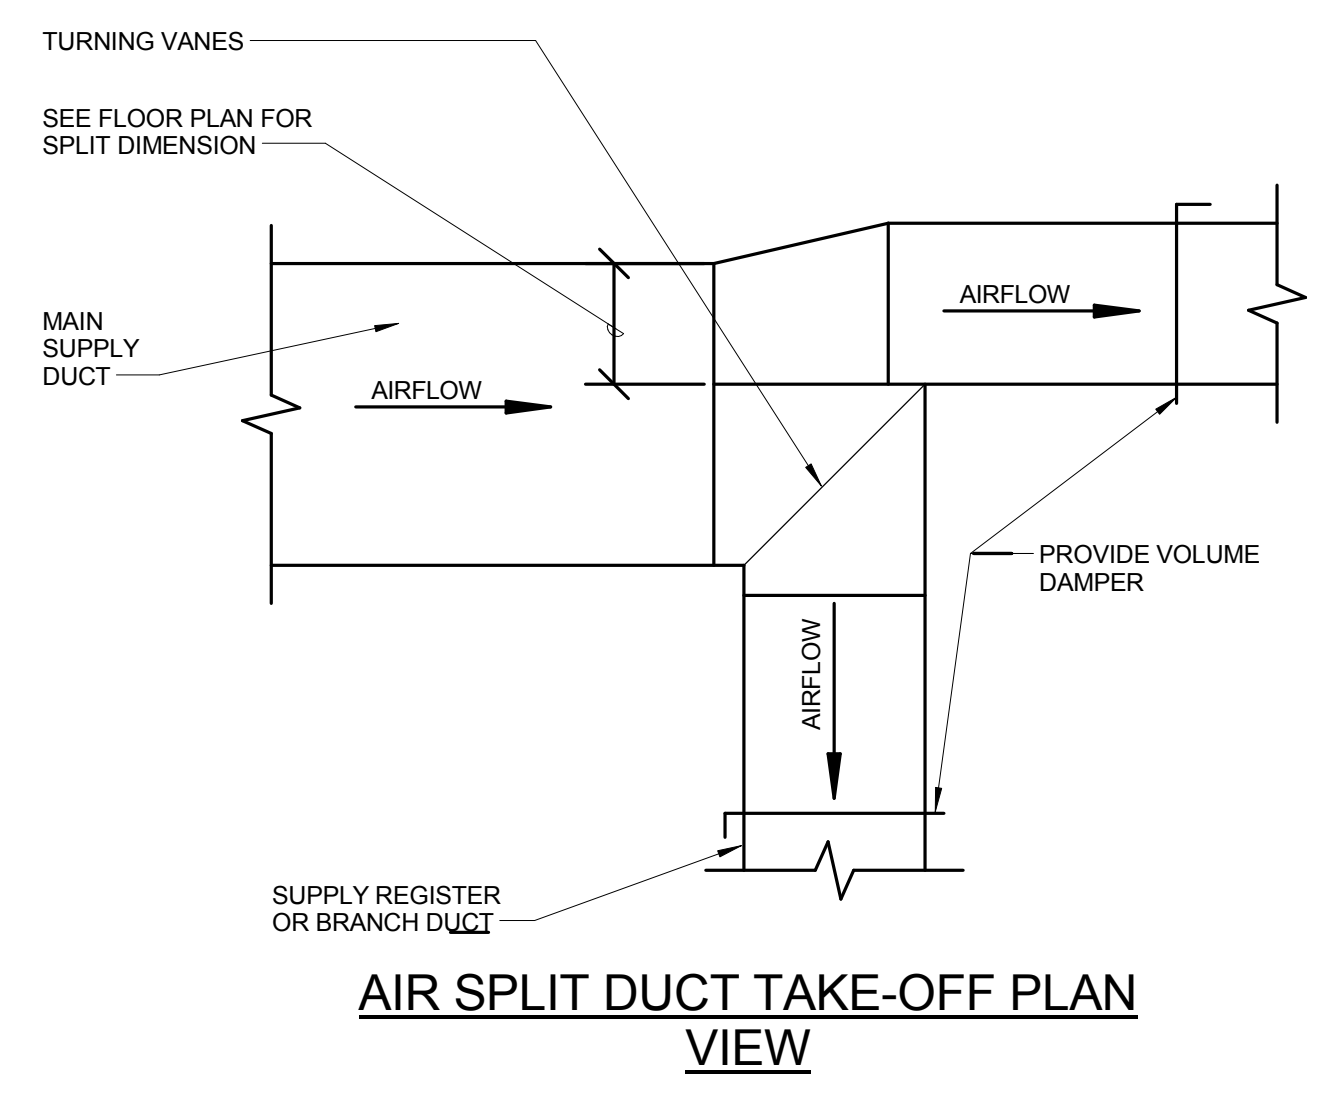 TURNING VANES
SEE FLOOR PLAN FOR
SPLIT DIMENSION
MAIN
SUPPLY
DUCT
AIRFLOW
AIRFLOW
PROVIDE VOLUME
DAMPER
AIRFLOW
SUPPLY REGISTER
OR BRANCH DUCT
AIR SPLIT DUCT TAKE-OFF PLAN
VIEW